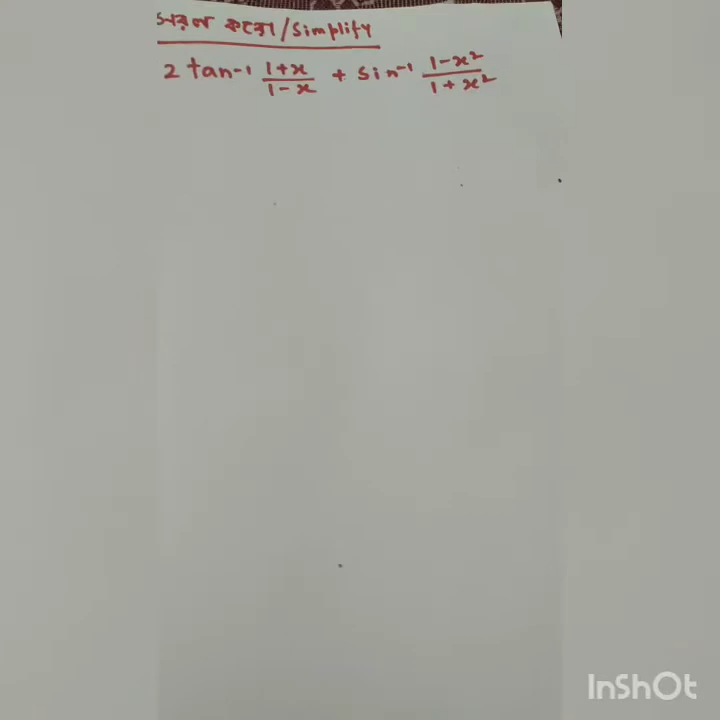 সরল করো/Simplify
2 tan⁻¹ (1+x)/(1-x) + sin⁻¹ (1-x²)/(1+x²)
InShOt